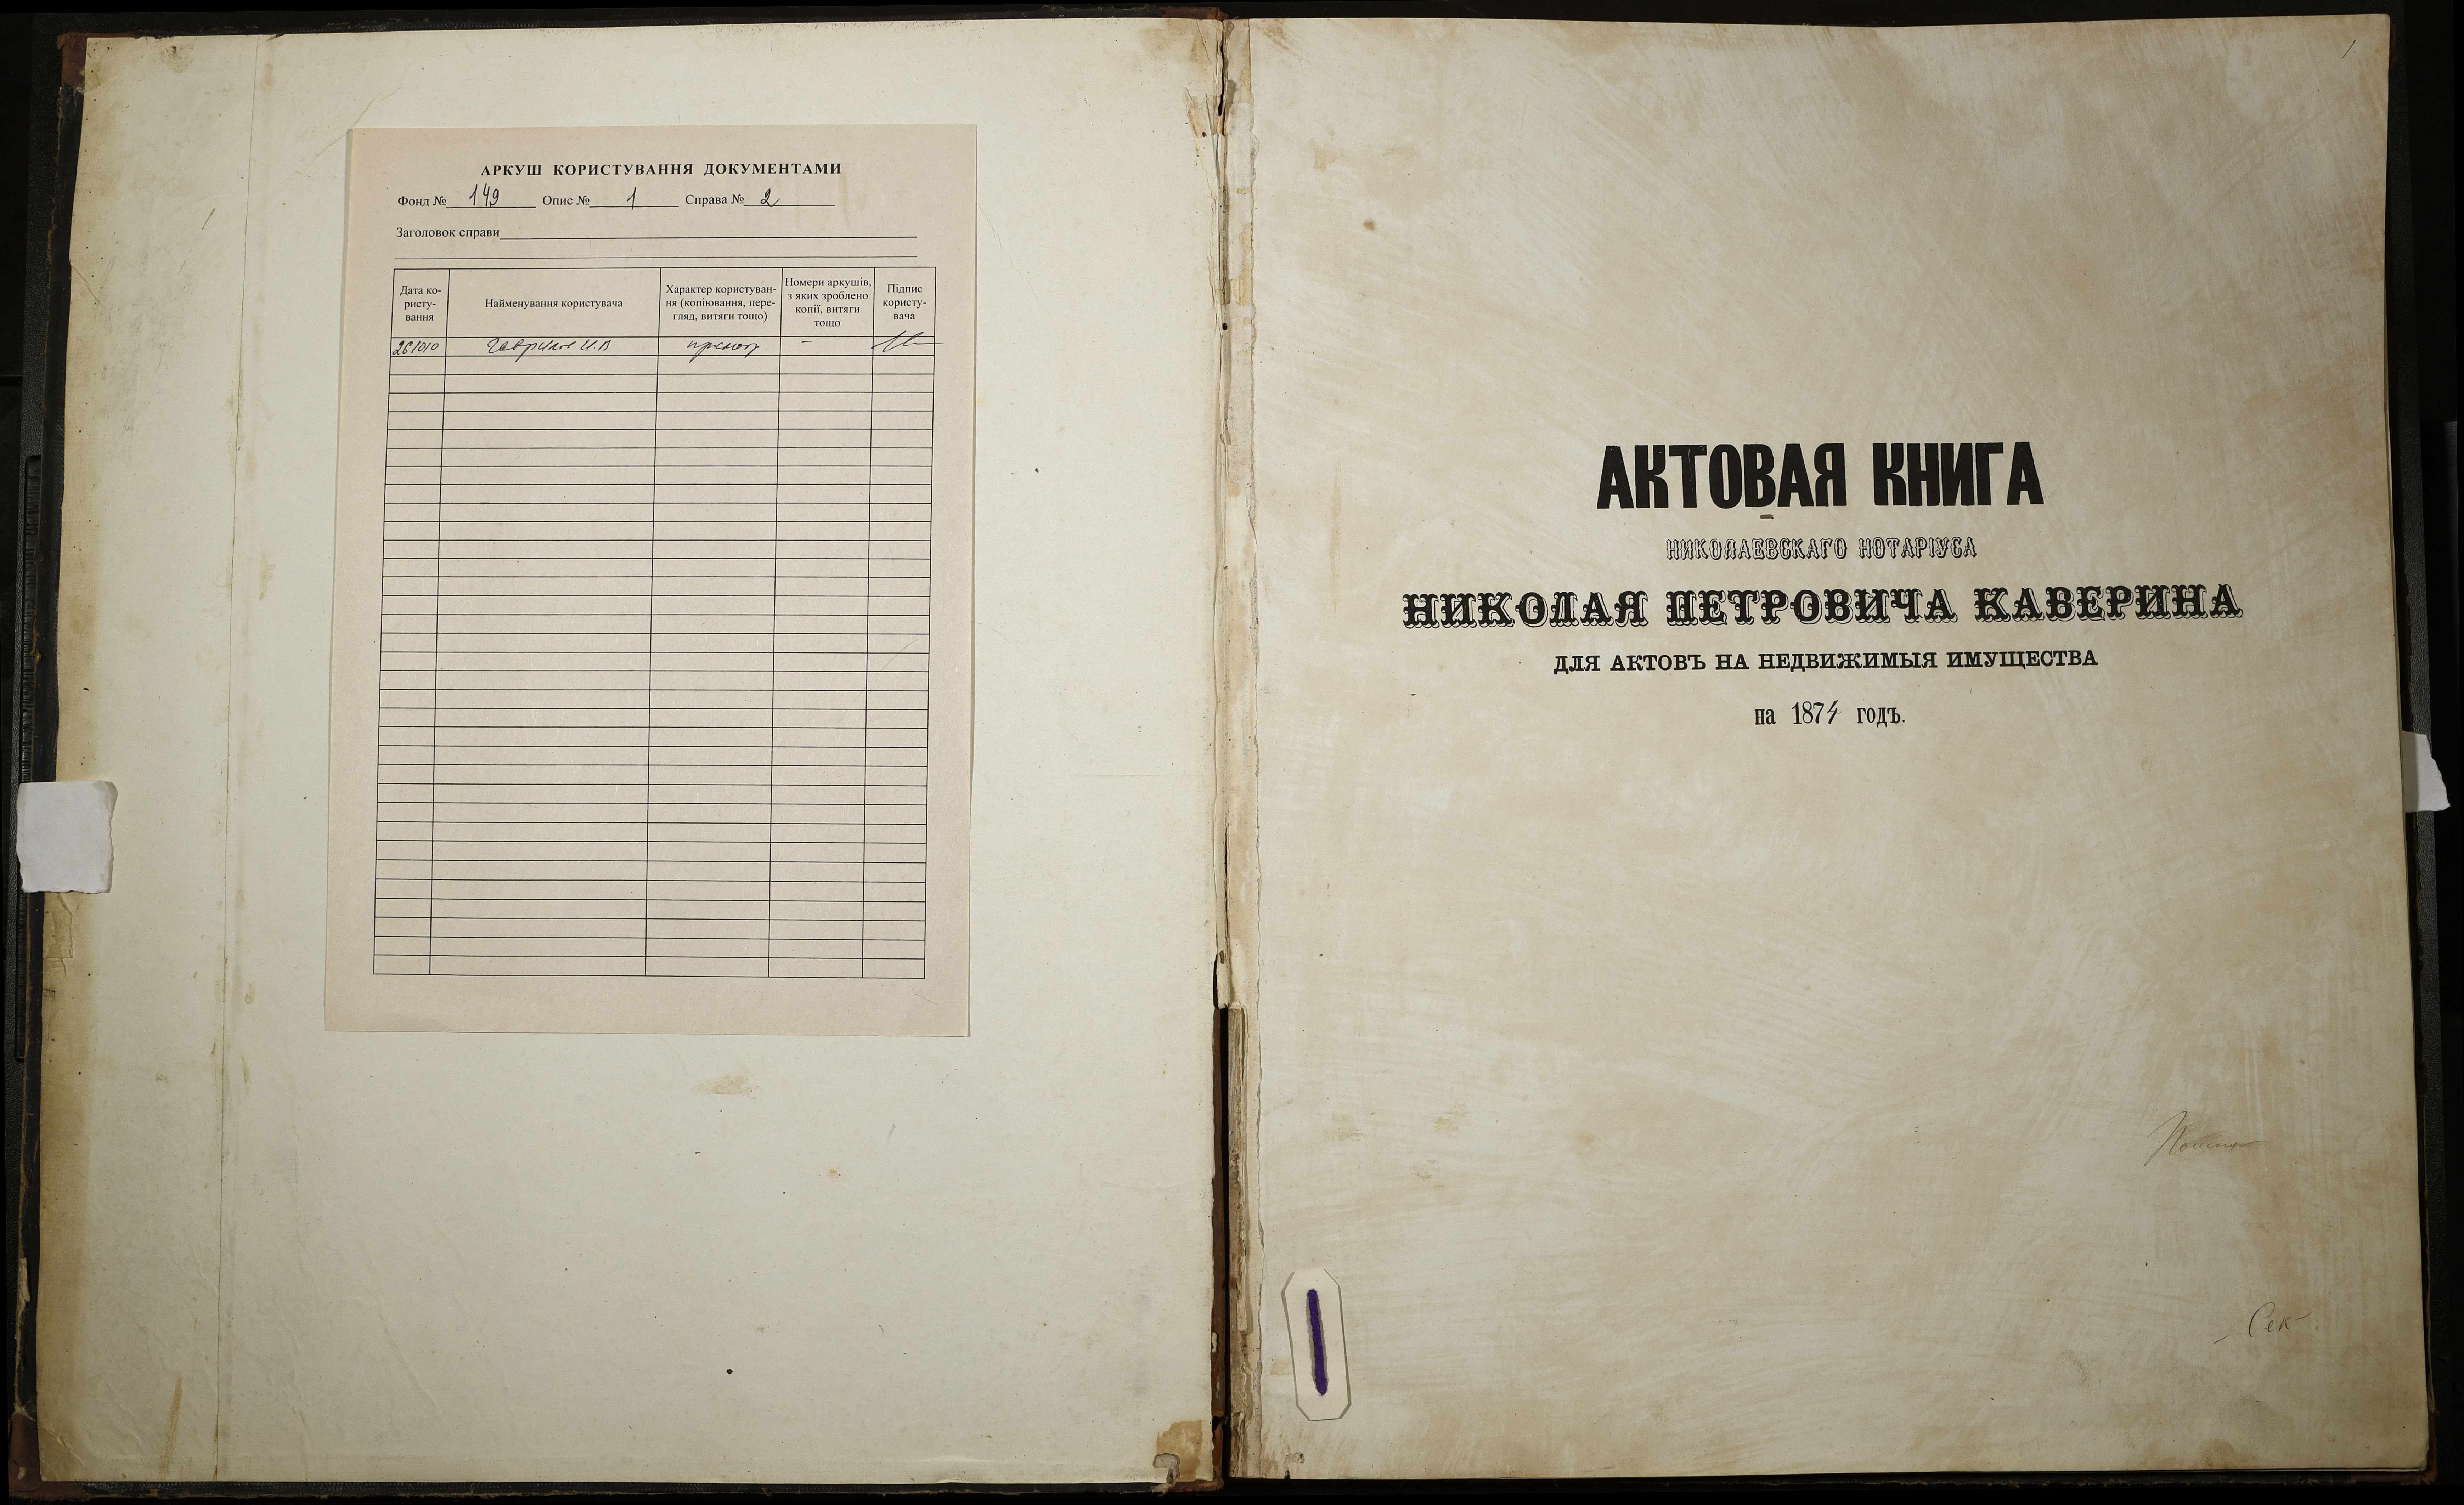 АРКУШ КОРИСТУВАННЯ ДОКУМЕНТАМИ
Фонд № 149 Опис № 1 Справа № 2
Заголовок справи
Дата ко-
ристу-
вання
Найменування користувача
Характер користуван-
ня (копіювання, пере-
гляд, витяги тощо)
Номери аркушів,
з яких зроблено
копії, витяги
тощо
Підпис
користу-
вача
261010
АКТОВАЯ КНИГА
НИКОЛАЕВСКАГО НОТАРІУСА
НИКОЛАЯ ПЕТРОВИЧА КАВЕРИНА
ДЛЯ АКТОВЪ НА НЕДВИЖИМЫЯ ИМУЩЕСТВА
на 1874 годъ.
Сек